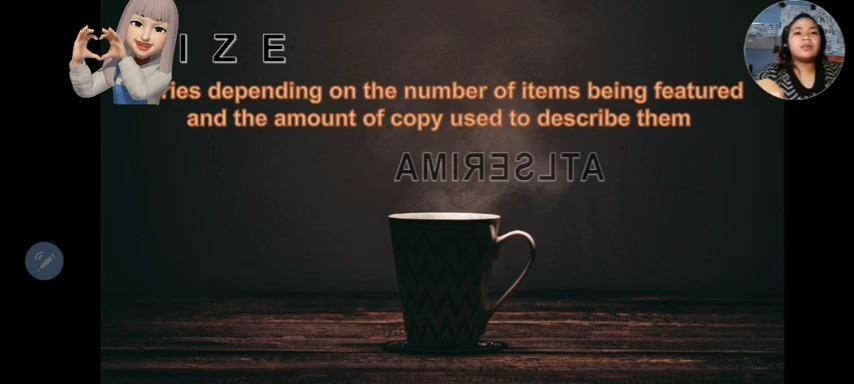 I Z E
ries depending on the number of items being featured
and the amount of copy used to describe them
ATLSERIMA